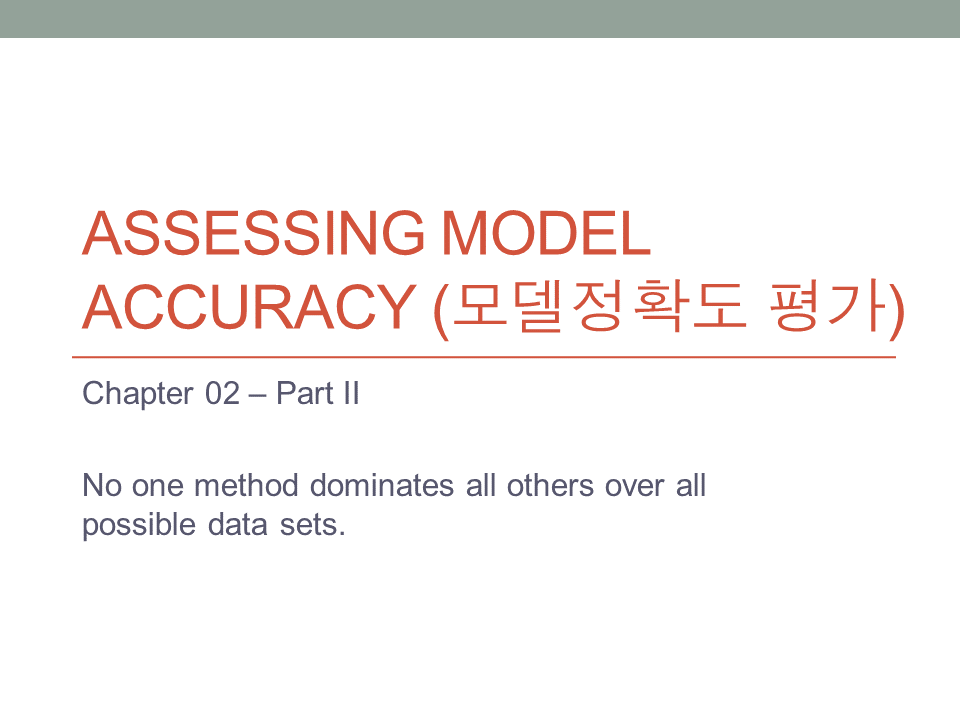 ASSESSING MODEL
ACCURACY (모델정확도 평가)
Chapter 02 – Part II
No one method dominates all others over all
possible data sets.